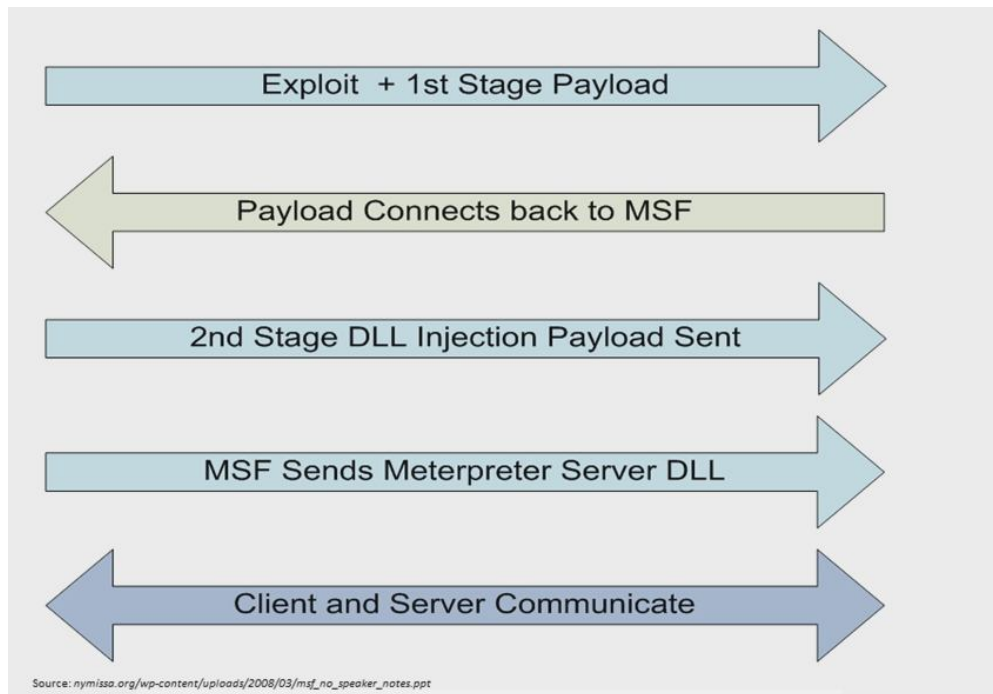 Exploit + 1st Stage Payload
Payload Connects back to MSF
2nd Stage DLL Injection Payload Sent
MSF Sends Meterpreter Server DLL
Client and Server Communicate
Source: nymissa.org/wp-content/uploads/2008/03/msf_no_speaker_notes.ppt